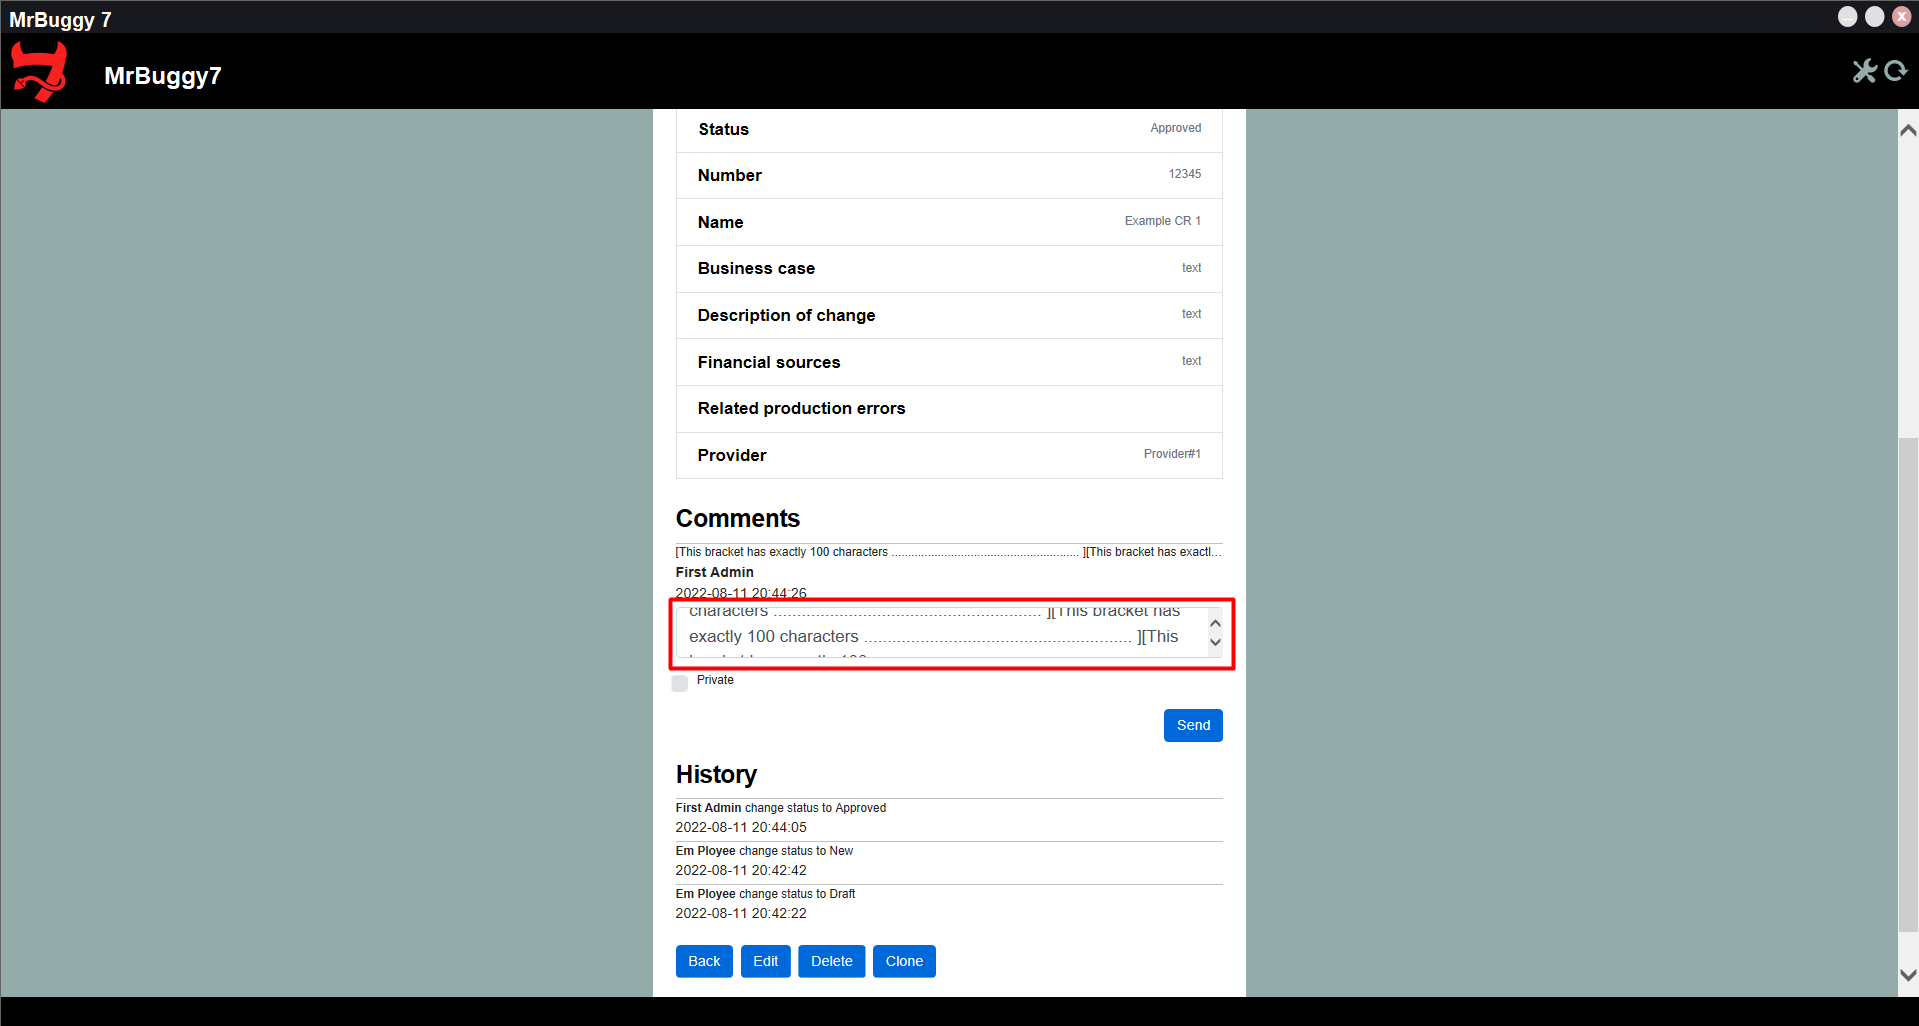 MrBuggy 7
X
MrBuggy7
Status
Approved
Number
12345
Name
Example CR 1
Business case
text
Description of change
text
Financial sources
text
Related production errors
Provider
Provider#1
Comments
[This bracket has exactly 100 characters ......................................................... ][This bracket has exactl...
First Admin
2022-08-11 20:44:26
characters ......................................................... ][This bracket has
exactly 100 characters ......................................................... ][This
Private
Send
History
First Admin change status to Approved
2022-08-11 20:44:05
Em Ployee change status to New
2022-08-11 20:42:42
Em Ployee change status to Draft
2022-08-11 20:42:22
Back
Edit
Delete
Clone